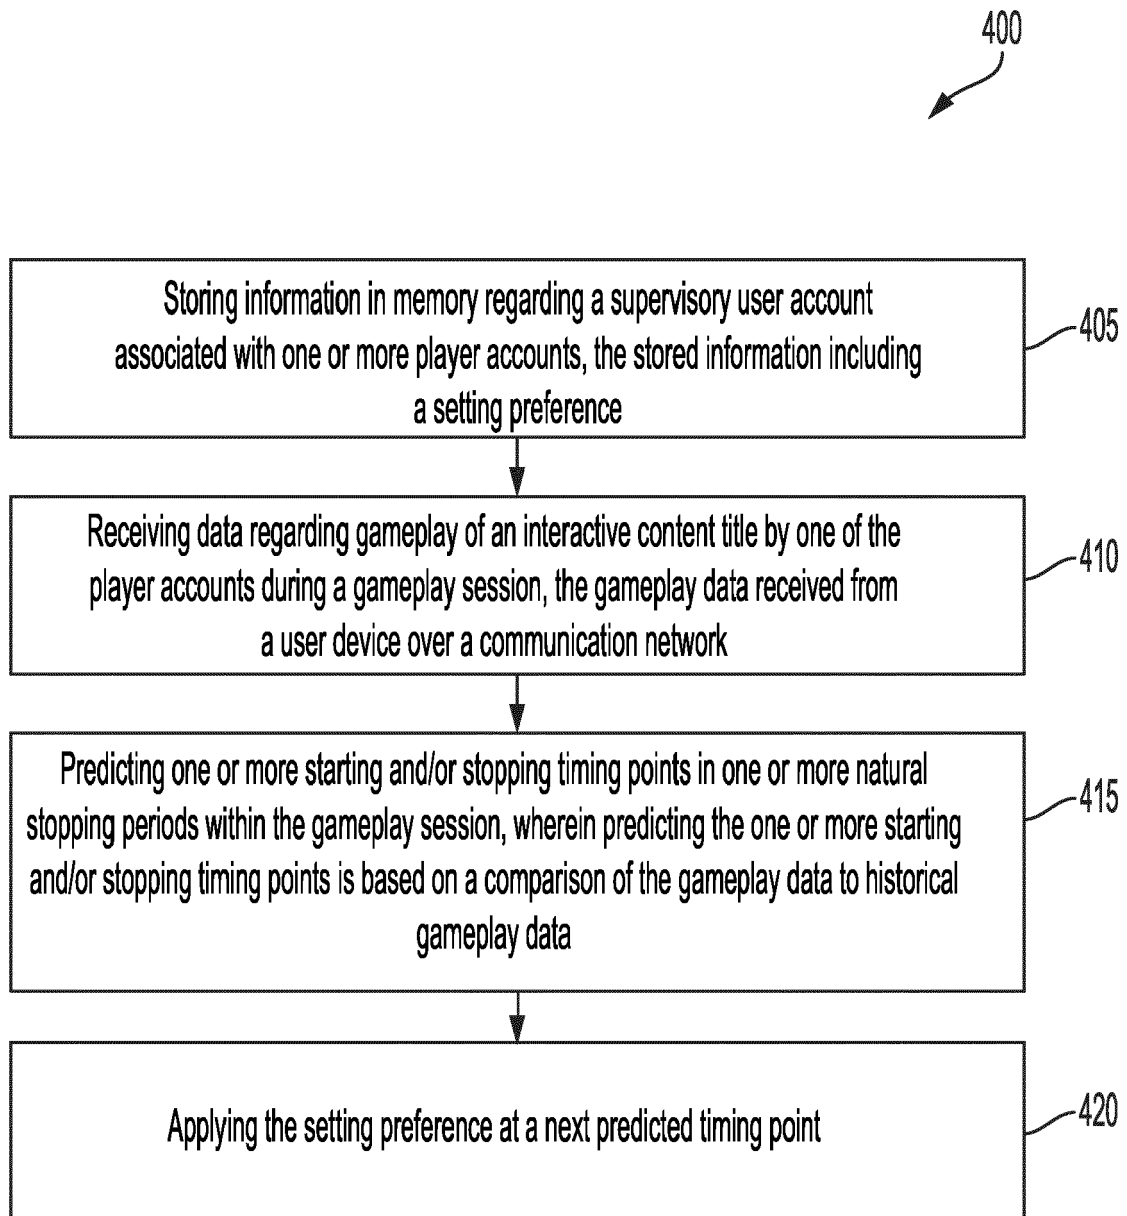 400
Storing information in memory regarding a supervisory user account
associated with one or more player accounts, the stored information including
a setting preference
405
Receiving data regarding gameplay of an interactive content title by one of the
player accounts during a gameplay session, the gameplay data received from
a user device over a communication network
410
Predicting one or more starting and/or stopping timing points in one or more natural
stopping periods within the gameplay session, wherein predicting the one or more starting
and/or stopping timing points is based on a comparison of the gameplay data to historical
gameplay data
415
Applying the setting preference at a next predicted timing point
420